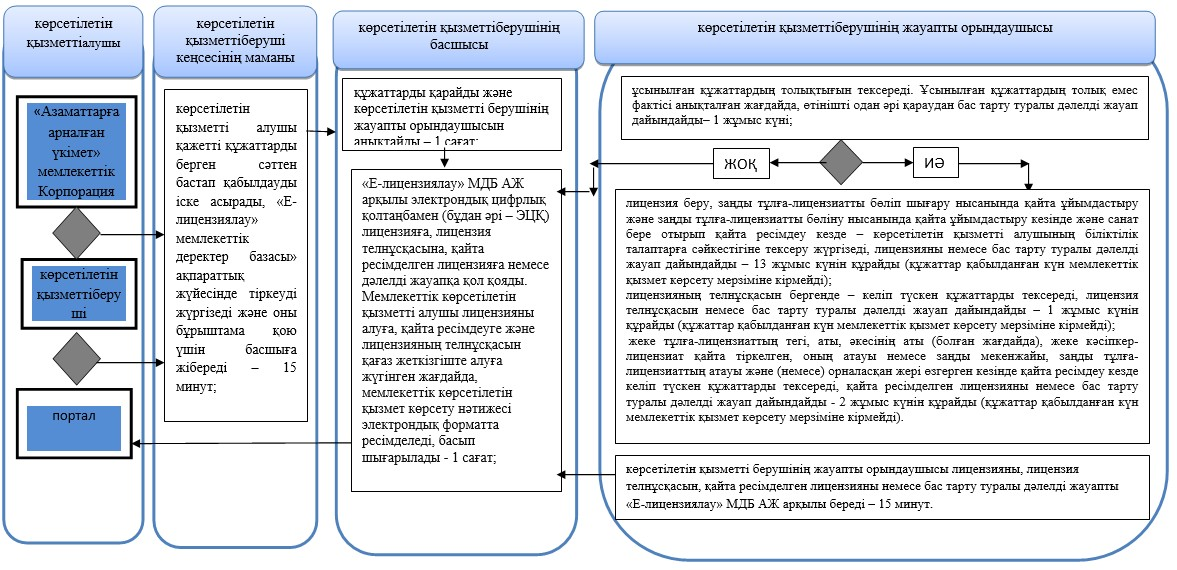 көрсетілетін
қызметтіалушы
«Азаматтарға
арналған
үкімет»
мемлекеттік
Корпорация
көрсетілетін
қызметтіберу
ші
портал
көрсетілетін
қызметтіберуші
кеңсесінің маманы
көрсетілетін
қызметті алушы
қажетті құжаттарды
берген сәттен
бастап қабылдауды
іске асырады, «Е-
лицензиялау»
мемлекеттік
деректер базасы»
ақпараттық
жүйесінде тіркеуді
жүргізеді және оны
бұрыштама қою
үшін басшыға
жібереді – 15
минут;
көрсетілетін қызметтіберушінің
басшысы
құжаттарды қарайды және
көрсетілетін қызметті берушінің
жауапты орындаушысын
анықтайды – 1 сағат;
«Е-лицензиялау» МДБ АЖ
арқылы электрондық цифрлық
қолтаңбамен (бұдан әрі – ЭЦҚ)
лицензияға, лицензия
телнұсқасына, қайта
ресімделген лицензияға немесе
дәлелді жауапқа қол қояды.
Мемлекеттік көрсетілетін
қызметті алушы лицензияны
алуға, қайта ресімдеуге және
лицензияның телнұсқасын
қағаз жеткізгіште алуға
жүгінген жағдайда,
мемлекеттік көрсетілетін
қызмет көрсету нәтижесі
электрондық форматта
ресімделеді, басып
шығарылады - 1 сағат;
көрсетілетін қызметтіберушінің жауапты орындаушысы
ұсынылған құжаттардың толықтығын тексереді. Ұсынылған құжаттардың толық емес
фактісі анықталған жағдайда, өтінішті одан әрі қараудан бас тарту туралы дәлелді жауап
дайындайды– 1 жұмыс күні;
ЖОҚ
ИӘ
лицензия беру, заңды тұлға-лицензиатты бөліп шығару нысанында қайта ұйымдастыру
және заңды тұлға-лицензиатты бөліну нысанында қайта ұйымдастыру кезінде және санат
бере отырып қайта ресімдеу кезде – көрсетілетін қызметті алушының біліктілік
талаптарға сәйкестігіне тексеру жүргізеді, лицензияны немесе бас тарту туралы дәлелді
жауап дайындайды – 13 жұмыс күнін құрайды (құжаттар қабылданған күн мемлекеттік
қызмет көрсету мерзіміне кірмейді);
лицензияның телнұсқасын бергенде – келіп түскен құжаттарды тексереді, лицензия
телнұсқасын немесе бас тарту туралы дәлелді жауап дайындайды – 1 жұмыс күнін
құрайды (құжаттар қабылданған күн мемлекеттік қызмет көрсету мерзіміне кірмейді);
жеке тұлға-лицензиаттың тегі, аты, әкесінің аты (болған жағдайда), жеке кәсіпкер-
лицензиат қайта тіркелген, оның атауы немесе заңды мекенжайы, заңды тұлға-
лицензиаттың атауы және (немесе) орналасқан жері өзгерген кезінде қайта ресімдеу кезде
келіп түскен құжаттарды тексереді, қайта ресімделген лицензияны немесе бас тарту
туралы дәлелді жауап дайындайды - 2 жұмыс күнін құрайды (құжаттар қабылданған күн
мемлекеттік қызмет көрсету мерзіміне кірмейді).
көрсетілетін қызметті берушінің жауапты орындаушысы лицензияны, лицензия
телнұсқасын, қайта ресімделген лицензияны немесе бас тарту туралы дәлелді жауапты
«Е-лицензиялау» МДБ АЖ арқылы береді – 15 минут.